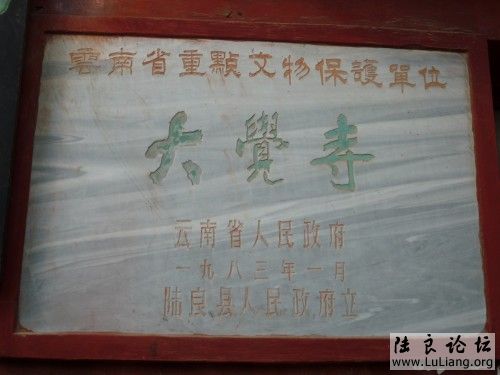 雲南省重點文物保護單位
大覺寺
云南省人民政府
一九八三年一月
陆良县人民政府立
陆良论坛
www.LuLiang.org